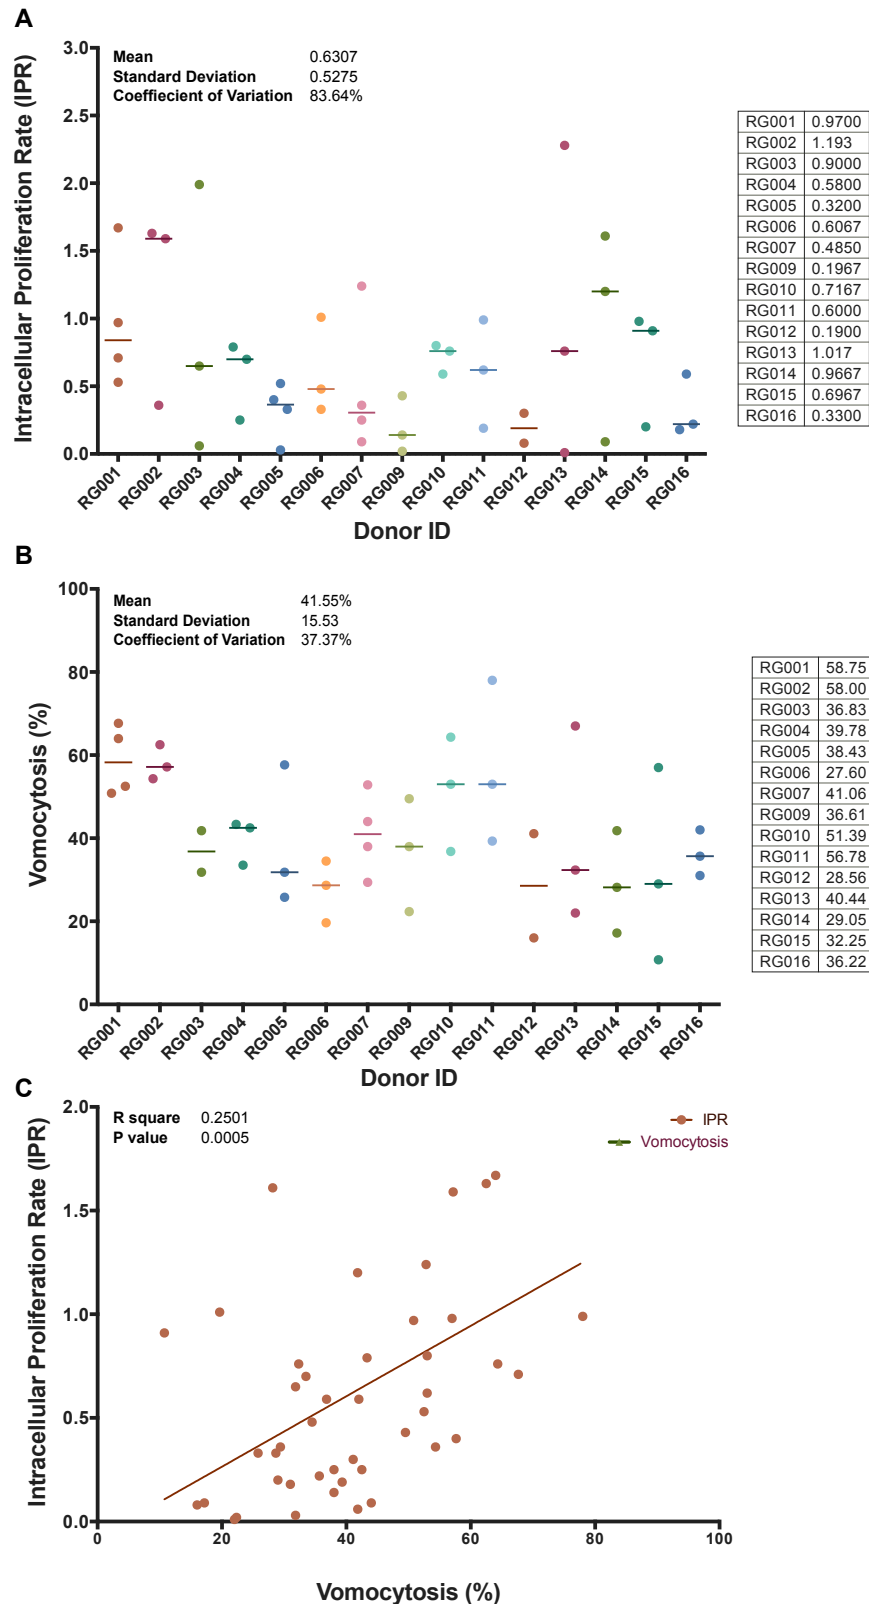 A
Intracellular Proliferation Rate (IPR)
3.0
2.5
2.0
1.5
1.0
0.5
0.0
Mean 0.6307
Standard Deviation 0.5275
Coeffiecient of Variation 83.64%
RG001 RG002 RG003 RG004 RG005 RG006 RG007 RG009 RG010 RG011 RG012 RG013 RG014 RG015 RG016
Donor ID
RG001 0.9700
RG002 1.193
RG003 0.9000
RG004 0.5800
RG005 0.3200
RG006 0.6067
RG007 0.4850
RG009 0.1967
RG010 0.7167
RG011 0.6000
RG012 0.1900
RG013 1.017
RG014 0.9667
RG015 0.6967
RG016 0.3300
B
Vomocytosis (%)
100
80
60
40
20
0
Mean 41.55%
Standard Deviation 15.53
Coeffiecient of Variation 37.37%
RG001 RG002 RG003 RG004 RG005 RG006 RG007 RG009 RG010 RG011 RG012 RG013 RG014 RG015 RG016
Donor ID
RG001 58.75
RG002 58.00
RG003 36.83
RG004 39.78
RG005 38.43
RG006 27.60
RG007 41.06
RG009 36.61
RG010 51.39
RG011 56.78
RG012 28.56
RG013 40.44
RG014 29.05
RG015 32.25
RG016 36.22
C
Intracellular Proliferation Rate (IPR)
2.0
1.5
1.0
0.5
0.0
R square 0.2501
P value 0.0005
IPR
Vomocytosis
0 20 40 60 80 100
Vomocytosis (%)